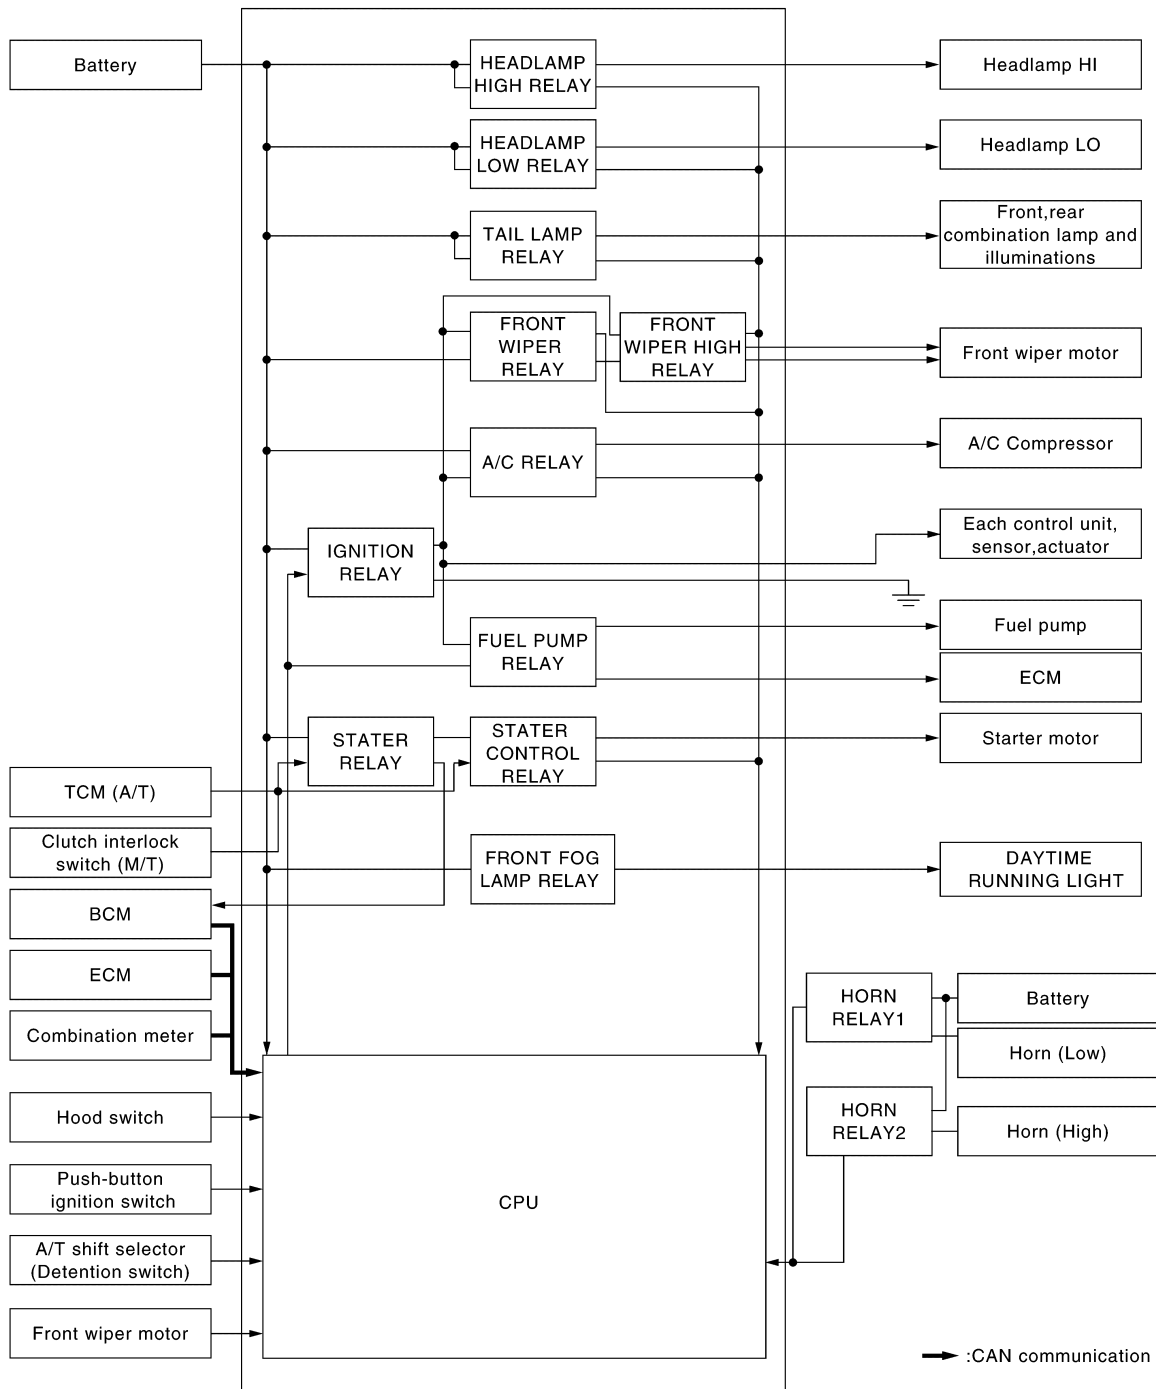 Battery
HEADLAMP
HIGH RELAY
Headlamp HI
HEADLAMP
LOW RELAY
Headlamp LO
TAIL LAMP
RELAY
Front,rear
combination lamp and
illuminations
FRONT
WIPER
RELAY
FRONT
WIPER HIGH
RELAY
Front wiper motor
A/C RELAY
A/C Compressor
IGNITION
RELAY
Each control unit,
sensor,actuator
FUEL PUMP
RELAY
Fuel pump
ECM
STATER
RELAY
STATER
CONTROL
RELAY
Starter motor
TCM (A/T)
Clutch interlock
switch (M/T)
FRONT FOG
LAMP RELAY
DAYTIME
RUNNING LIGHT
BCM
ECM
Combination meter
HORN
RELAY1
Battery
Horn (Low)
HORN
RELAY2
Horn (High)
Hood switch
Push-button
ignition switch
CPU
A/T shift selector
(Detention switch)
Front wiper motor
:CAN communication